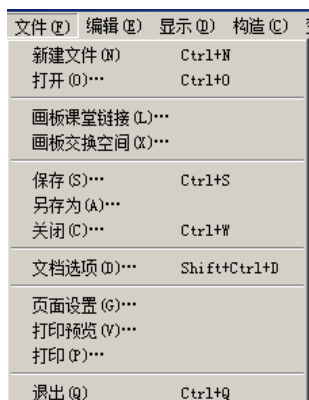 文件(F) 编辑(E) 显示(D) 构造(C)
新建文件(N) Ctrl+N
打开(O)… Ctrl+O
画板课堂链接(L)…
画板交换空间(X)…
保存(S)… Ctrl+S
另存为(A)…
关闭(C)… Ctrl+W
文档选项(D)… Shift+Ctrl+D
页面设置(G)…
打印预览(V)…
打印(P)…
退出(Q) Ctrl+Q